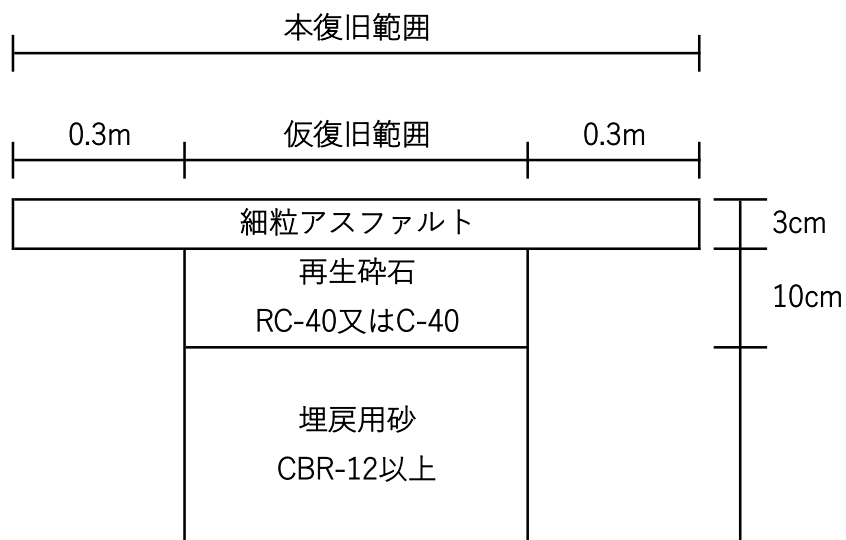 本復旧範囲
0.3m
仮復旧範囲
0.3m
細粒アスファルト
3cm
再生砕石
RC-40又はC-40
10cm
埋戻用砂
CBR-12以上